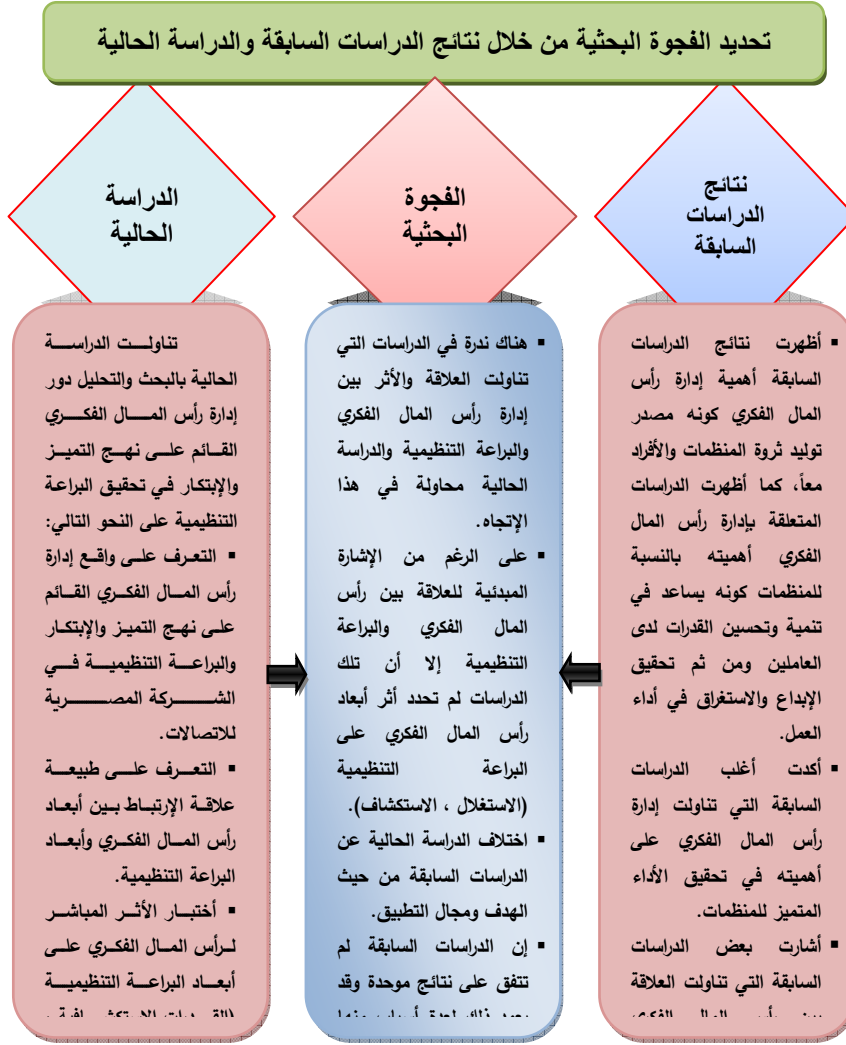 تحديد الفجوة البحثية من خلال نتائج الدراسات السابقة والدراسة الحالية
نتائج
الدراسات
السابقة
الفجوة
البحثية
الدراسة
الحالية
▪ أظهرت نتائج الدراسات
السابقة أهمية إدارة رأس
المال الفكري كونه مصدر
توليد ثروة المنظمات والأفراد
معاً، كما أظهرت الدراسات
المتعلقة بإدارة رأس المال
الفكري أهميته بالنسبة
للمنظمات كونه يساعد في
تنمية وتحسين القدرات لدى
العاملين ومن ثم تحقيق
الإبداع والاستغراق في أداء
العمل.
▪ أكدت أغلب الدراسات
السابقة التي تناولت إدارة
رأس المال الفكري على
أهميته في تحقيق الأداء
المتميز للمنظمات.
▪ أشارت بعض الدراسات
السابقة التي تناولت العلاقة
بين رأس المال الفكري
▪ هناك ندرة في الدراسات التي
تناولت العلاقة والأثر بين
إدارة رأس المال الفكري
والبراعة التنظيمية والدراسة
الحالية محاولة في هذا
الإتجاه.
▪ على الرغم من الإشارة
المبدئية للعلاقة بين رأس
المال الفكري والبراعة
التنظيمية إلا أن تلك
الدراسات لم تحدد أثر أبعاد
رأس المال الفكري على
البراعة التنظيمية
(الاستغلال ، الاستكشاف).
▪ اختلاف الدراسة الحالية عن
الدراسات السابقة من حيث
الهدف ومجال التطبيق.
▪ إن الدراسات السابقة لم
تتفق على نتائج موحدة وقد
يعود ذلك لعدة أسباب منها
تناولت الدراسة
الحالية بالبحث والتحليل دور
إدارة رأس المال الفكري
القائم على نهج التميز
والإبتكار في تحقيق البراعة
التنظيمية على النحو التالي:
▪ التعرف على واقع إدارة
رأس المال الفكري القائم
على نهج التميز والإبتكار
والبراعة التنظيمية في
الشركة المصرية
للاتصالات.
▪ التعرف على طبيعة
علاقة الإرتباط بين أبعاد
رأس المال الفكري وأبعاد
البراعة التنظيمية.
▪ أختبار الأثر المباشر
لرأس المال الفكري على
أبعاد البراعة التنظيمية
(القدرات الاستكشافية ،